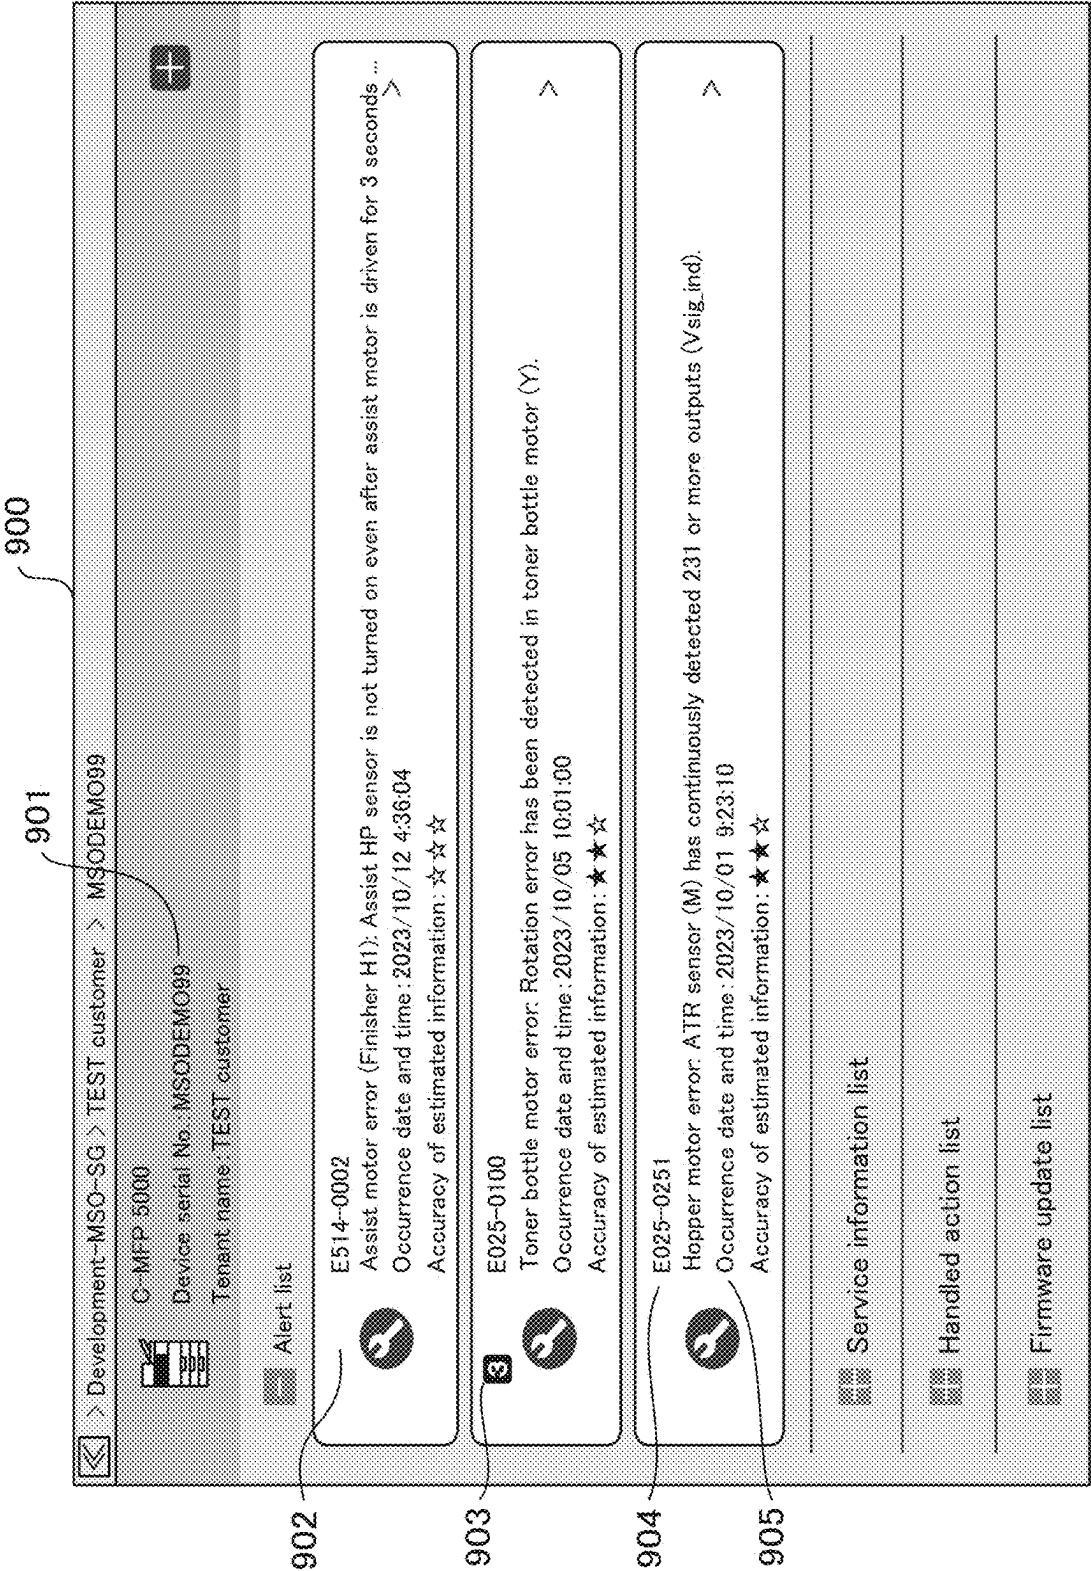 900
901
> Development-MSO-SG > TEST customer > MSODEMO99
C-MFP 5000
Device serial No.: MSODEMO99
Tenant name: TEST customer
Alert list
902
E514-0002
Assist motor error (Finisher H1): Assist HP sensor is not turned on even after assist motor is driven for 3 seconds ...
Occurrence date and time: 2023/10/12 4:36:04
Accuracy of estimated information: ☆☆☆
>
903
3
E025-0100
Toner bottle motor error: Rotation error has been detected in toner bottle motor (Y).
Occurrence date and time: 2023/10/05 10:01:00
Accuracy of estimated information: ★★☆
>
904
E025-0251
Hopper motor error: ATR sensor (M) has continuously detected 231 or more outputs (Vsig_ind).
905
Occurrence date and time: 2023/10/01 9:23:10
Accuracy of estimated information: ★★☆
>
Service information list
Handled action list
Firmware update list